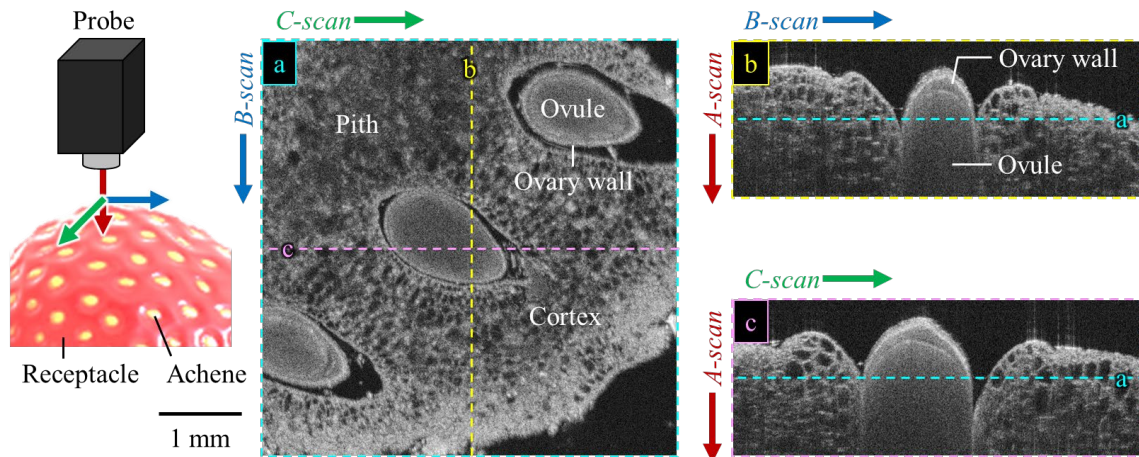 Probe
Receptacle
Achene
1 mm
C-scan
B-scan
a
b
c
Pith
Ovule
Ovary wall
Cortex
B-scan
A-scan
b
Ovary wall
a
Ovule
C-scan
A-scan
c
a